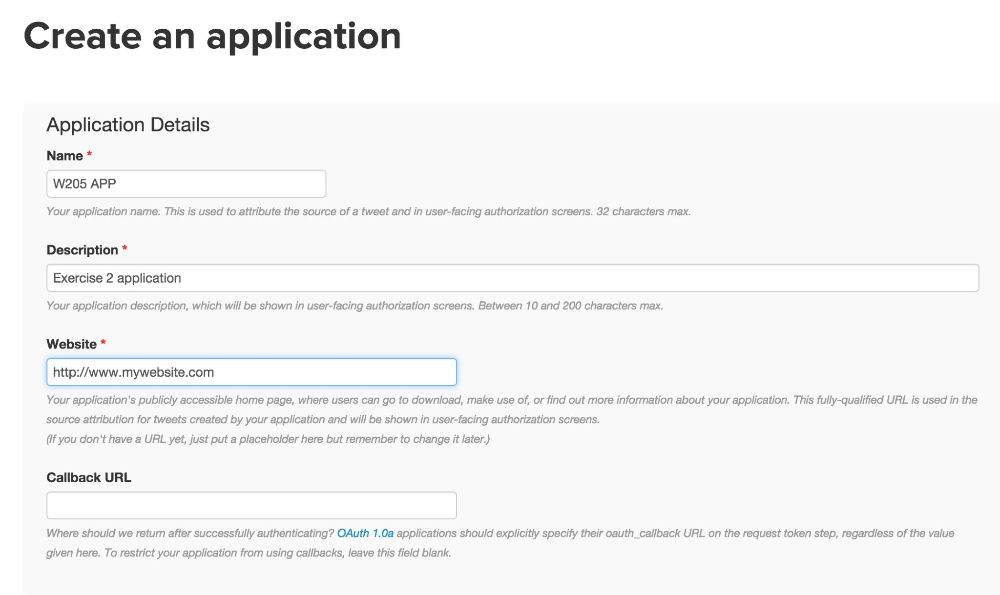 Create an application
Application Details
Name *
W205 APP
Your application name. This is used to attribute the source of a tweet and in user-facing authorization screens. 32 characters max.
Description *
Exercise 2 application
Your application description, which will be shown in user-facing authorization screens. Between 10 and 200 characters max.
Website *
http://www.mywebsite.com
Your application's publicly accessible home page, where users can go to download, make use of, or find out more information about your application. This fully-qualified URL is used in the
source attribution for tweets created by your application and will be shown in user-facing authorization screens.
(If you don't have a URL yet, just put a placeholder here but remember to change it later.)
Callback URL
Where should we return after successfully authenticating? OAuth 1.0a applications should explicitly specify their oauth_callback URL on the request token step, regardless of the value
given here. To restrict your application from using callbacks, leave this field blank.